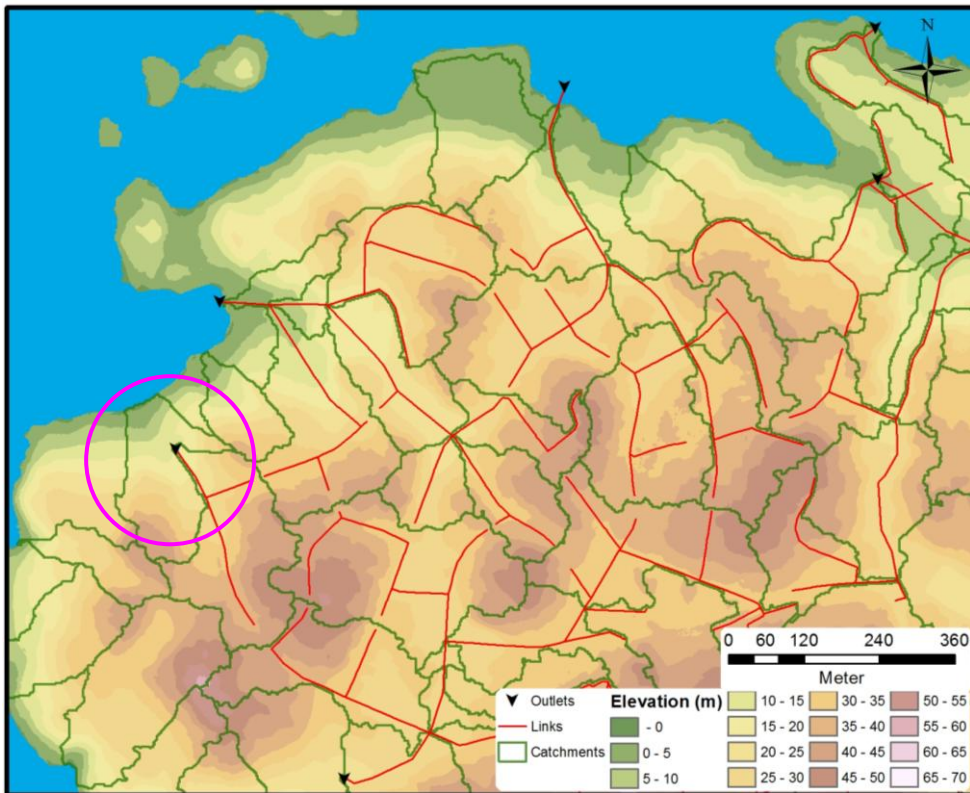 N
0 60 120 240 360
Meter
Outlets
Links
Catchments
Elevation (m)
- 0
0 - 5
5 - 10
10 - 15
15 - 20
20 - 25
25 - 30
30 - 35
35 - 40
40 - 45
45 - 50
50 - 55
55 - 60
60 - 65
65 - 70